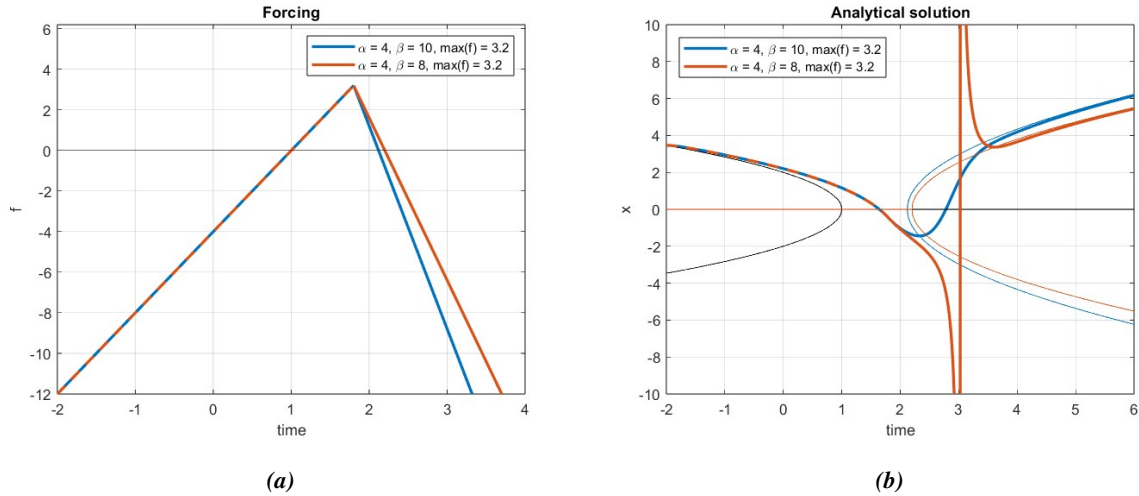 Forcing
α = 4, β = 10, max(f) = 3.2
α = 4, β = 8, max(f) = 3.2
6
4
2
0
-2
-4
-6
-8
-10
-12
f
-2 -1 0 1 2 3 4
time
(a)
Analytical solution
α = 4, β = 10, max(f) = 3.2
α = 4, β = 8, max(f) = 3.2
10
8
6
4
2
0
-2
-4
-6
-8
-10
x
-2 -1 0 1 2 3 4 5 6
time
(b)